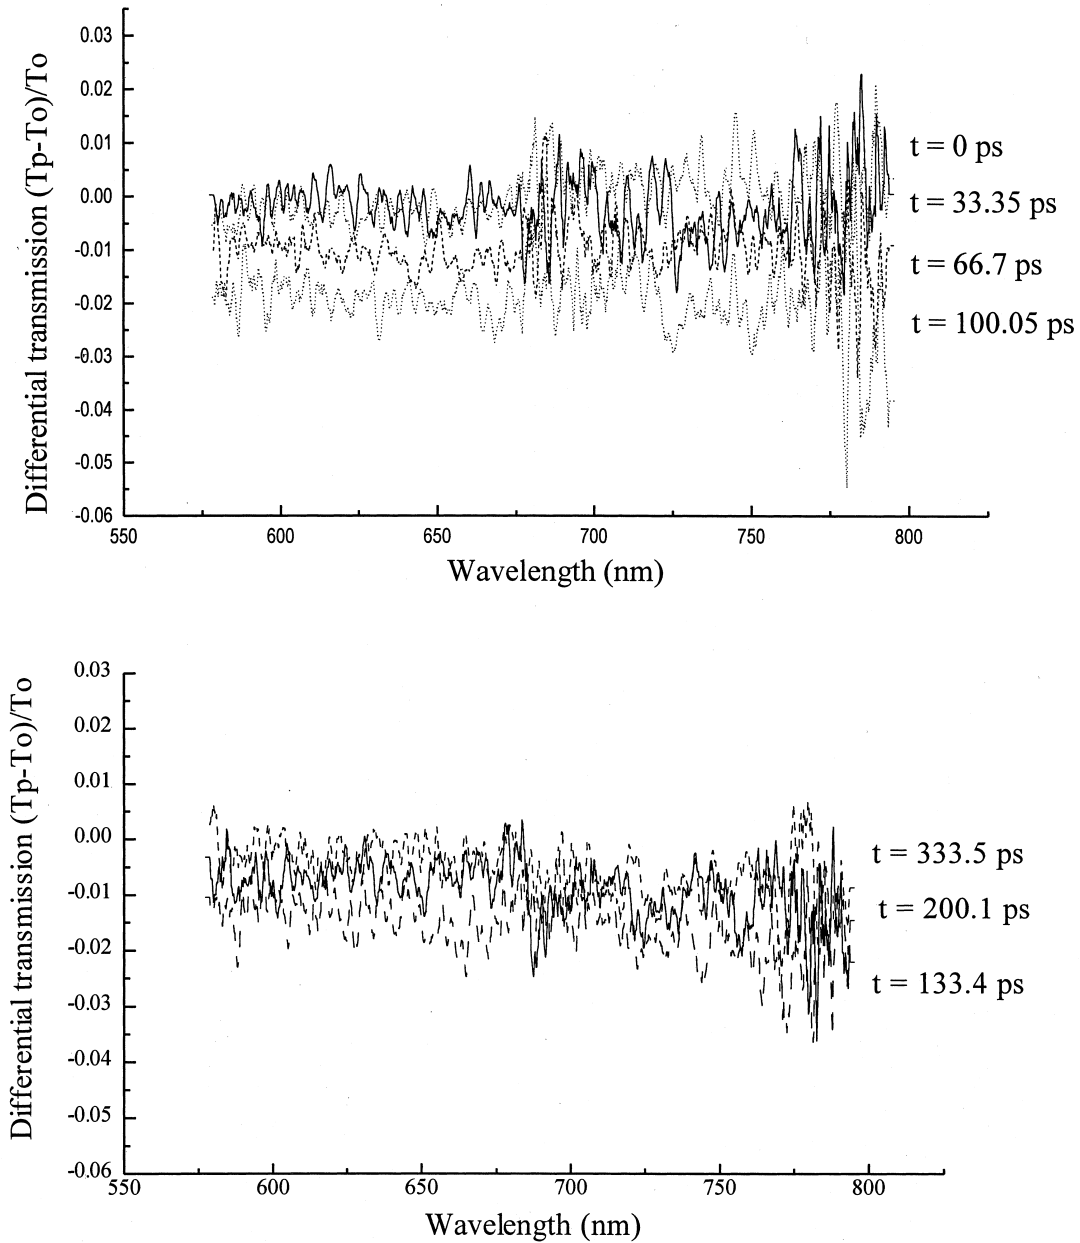 Differential transmission (Tp-To)/To
0.03
0.02
0.01
0.00
-0.01
-0.02
-0.03
-0.04
-0.05
-0.06
t = 0 ps
t = 33.35 ps
t = 66.7 ps
t = 100.05 ps
550 600 650 700 750 800
Wavelength (nm)
Differential transmission (Tp-To)/To
0.03
0.02
0.01
0.00
-0.01
-0.02
-0.03
-0.04
-0.05
-0.06
t = 333.5 ps
t = 200.1 ps
t = 133.4 ps
550 600 650 700 750 800
Wavelength (nm)